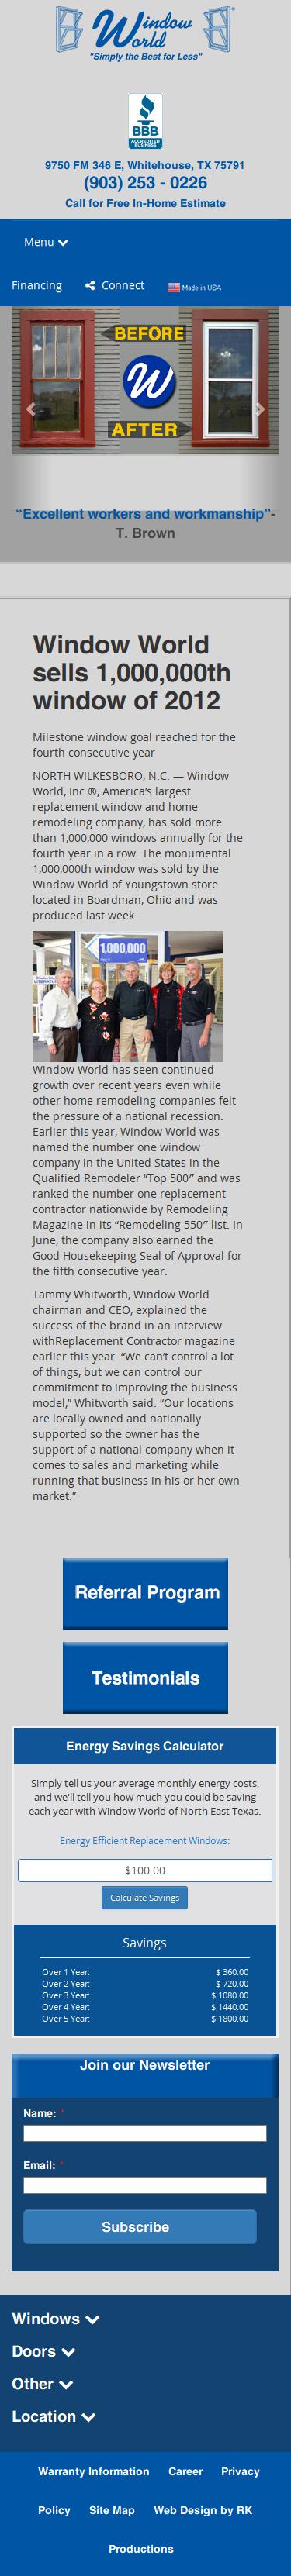 Window World
"Simply the Best for Less"
BBB
ACCREDITED
BUSINESS
9750 FM 346 E, Whitehouse, TX 75791
(903) 253 - 0226
Call for Free In-Home Estimate
Menu
Financing Connect Made in USA
BEFORE
W
AFTER
“Excellent workers and workmanship”-
T. Brown
Window World
sells 1,000,000th
window of 2012
Milestone window goal reached for the
fourth consecutive year
NORTH WILKESBORO, N.C. — Window
World, Inc.®, America’s largest
replacement window and home
remodeling company, has sold more
than 1,000,000 windows annually for the
fourth year in a row. The monumental
1,000,000th window was sold by the
Window World of Youngstown store
located in Boardman, Ohio and was
produced last week.
1,000,000
Window World has seen continued
growth over recent years even while
other home remodeling companies felt
the pressure of a national recession.
Earlier this year, Window World was
named the number one window
company in the United States in the
Qualified Remodeler “Top 500” and was
ranked the number one replacement
contractor nationwide by Remodeling
Magazine in its “Remodeling 550” list. In
June, the company also earned the
Good Housekeeping Seal of Approval for
the fifth consecutive year.
Tammy Whitworth, Window World
chairman and CEO, explained the
success of the brand in an interview
withReplacement Contractor magazine
earlier this year. “We can’t control a lot
of things, but we can control our
commitment to improving the business
model,” Whitworth said. “Our locations
are locally owned and nationally
supported so the owner has the
support of a national company when it
comes to sales and marketing while
running that business in his or her own
market.”
Referral Program
Testimonials
Energy Savings Calculator
Simply tell us your average monthly energy costs,
and we'll tell you how much you could be saving
each year with Window World of North East Texas.
Energy Efficient Replacement Windows:
$100.00
Calculate Savings
Savings
Over 1 Year: $ 360.00
Over 2 Year: $ 720.00
Over 3 Year: $ 1080.00
Over 4 Year: $ 1440.00
Over 5 Year: $ 1800.00
Join our Newsletter
Name: *
Email: *
Subscribe
Windows
Doors
Other
Location
Warranty Information Career Privacy
Policy Site Map Web Design by RK
Productions